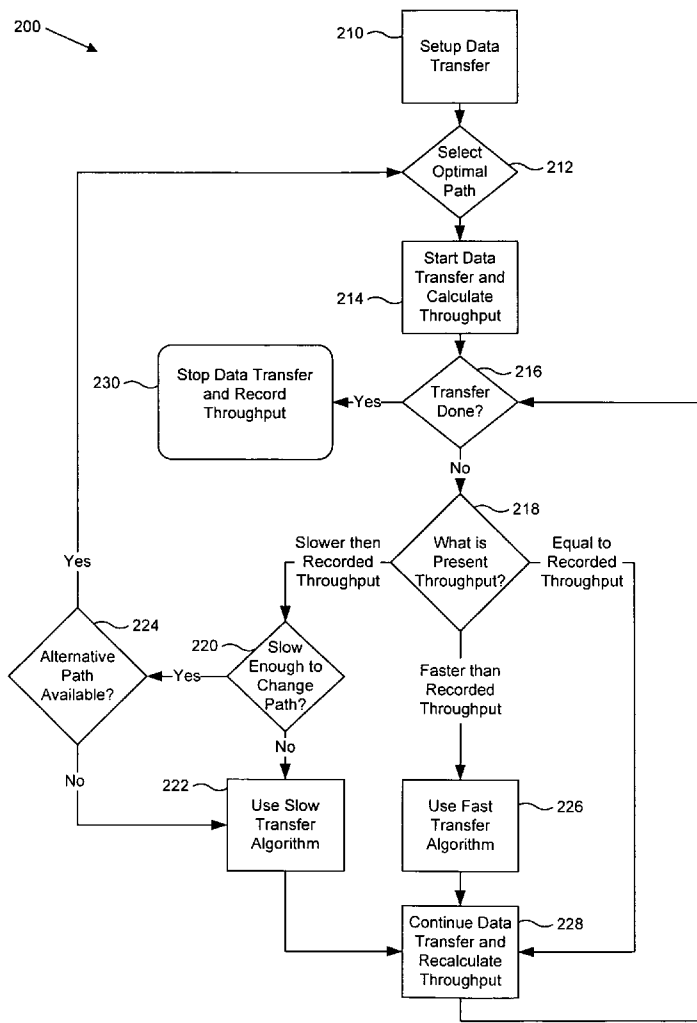 200
210
Setup Data
Transfer
Select
Optimal
Path
212
Start Data
Transfer and
Calculate
Throughput
214
216
Transfer
Done?
Yes
230
Stop Data Transfer
and Record
Throughput
No
218
What is
Present
Throughput?
Slower then
Recorded
Throughput
Equal to
Recorded
Throughput
Yes
224
Alternative
Path
Available?
220
Slow
Enough to
Change
Path?
Yes
Faster than
Recorded
Throughput
No
No
222
Use Slow
Transfer
Algorithm
Use Fast
Transfer
Algorithm
226
Continue Data
Transfer and
Recalculate
Throughput
228